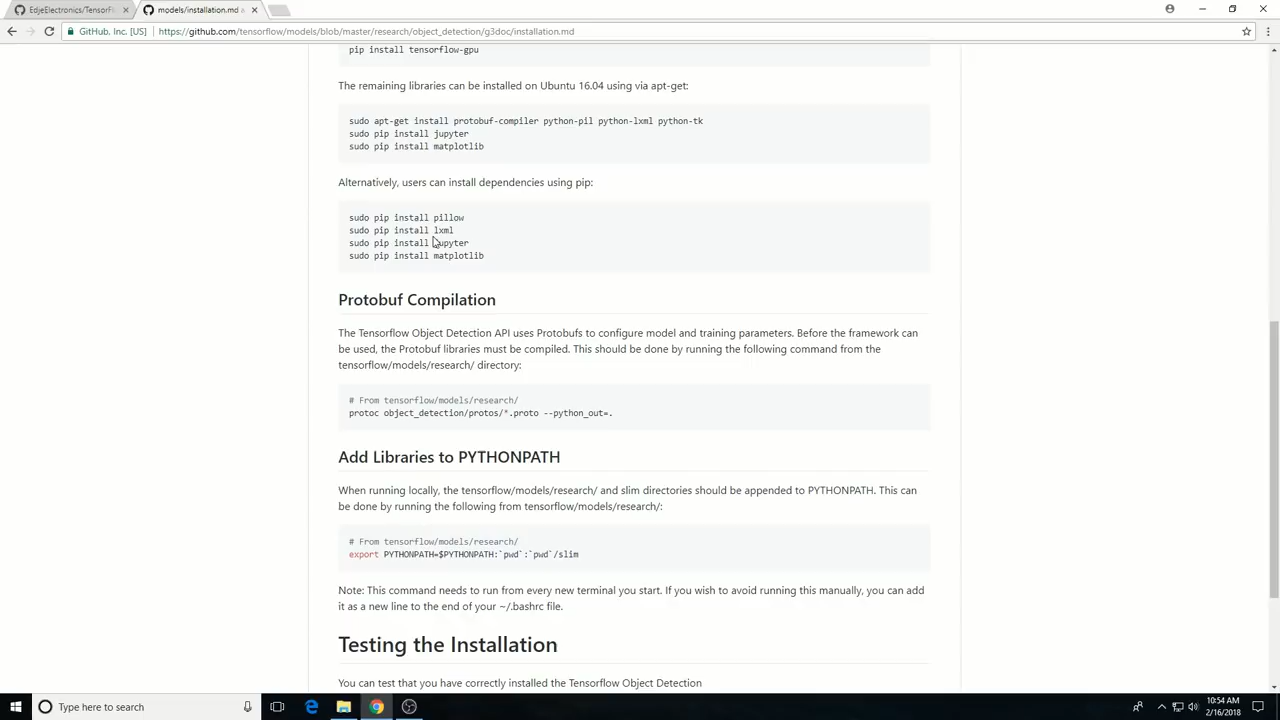 EdjeElectronics/TensorFl
models/installation.md a
GitHub, Inc. [US]
https://github.com/tensorflow/models/blob/master/research/object_detection/g3doc/installation.md
pip install tensorflow-gpu
The remaining libraries can be installed on Ubuntu 16.04 using via apt-get:
sudo apt-get install protobuf-compiler python-pil python-lxml python-tk
sudo pip install jupyter
sudo pip install matplotlib
Alternatively, users can install dependencies using pip:
sudo pip install pillow
sudo pip install lxml
sudo pip install jupyter
sudo pip install matplotlib
Protobuf Compilation
The Tensorflow Object Detection API uses Protobufs to configure model and training parameters. Before the framework can
be used, the Protobuf libraries must be compiled. This should be done by running the following command from the
tensorflow/models/research/ directory:
# From tensorflow/models/research/
protoc object_detection/protos/*.proto --python_out=.
Add Libraries to PYTHONPATH
When running locally, the tensorflow/models/research/ and slim directories should be appended to PYTHONPATH. This can
be done by running the following from tensorflow/models/research/:
# From tensorflow/models/research/
export PYTHONPATH=$PYTHONPATH:`pwd`:`pwd`/slim
Note: This command needs to run from every new terminal you start. If you wish to avoid running this manually, you can add
it as a new line to the end of your ~/.bashrc file.
Testing the Installation
You can test that you have correctly installed the Tensorflow Object Detection
Type here to search
10:54 AM
2/16/2018